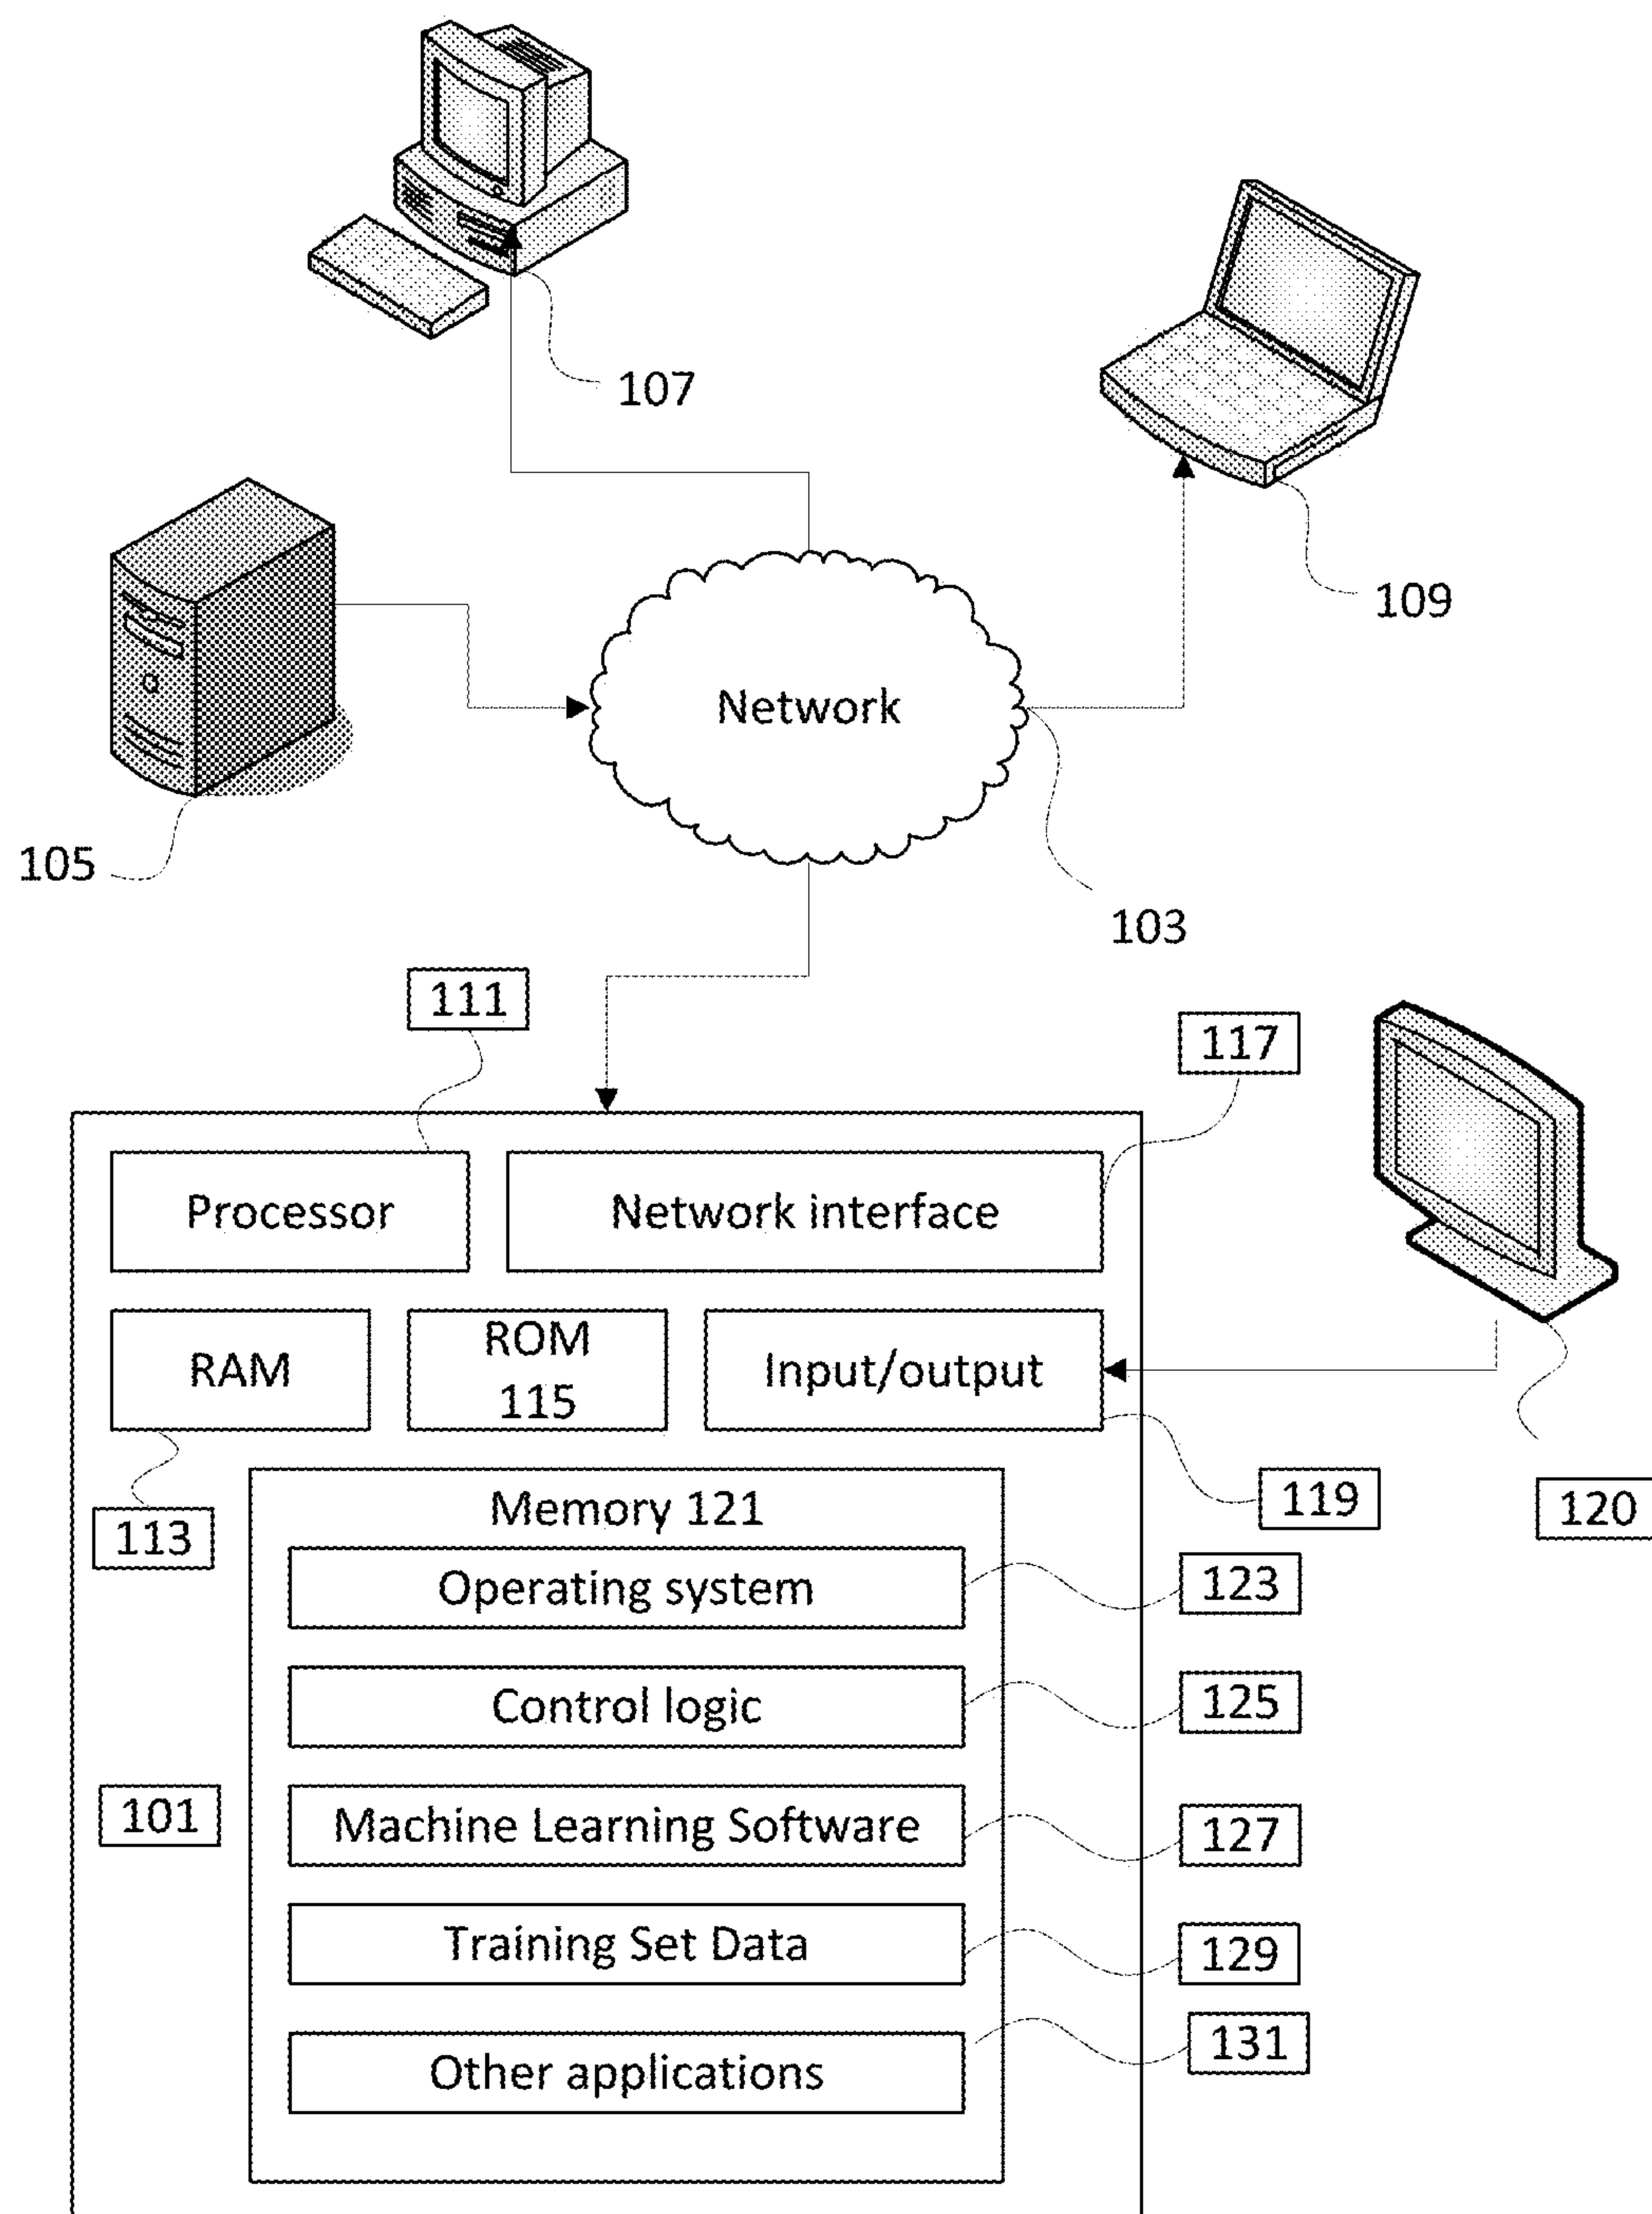 107
109
Network
105
103
111
117
Processor
Network interface
RAM
ROM
115
Input/output
113
Memory 121
119
120
Operating system
123
Control logic
125
101
Machine Learning Software
127
Training Set Data
129
Other applications
131